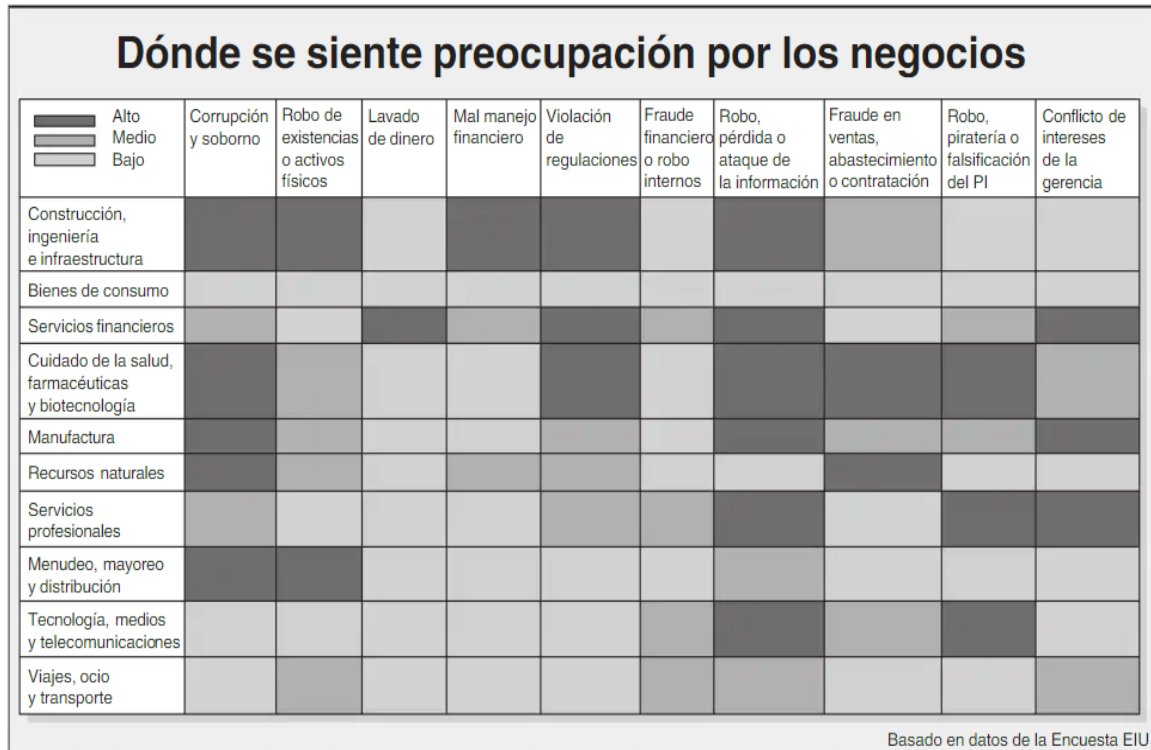 Dónde se siente preocupación por los negocios
Alto
Medio
Bajo
Corrupción
y soborno
Robo de
existencias
o activos
físicos
Lavado
de dinero
Mal manejo
financiero
Violación
de
regulaciones
Fraude
financiero
o robo
internos
Robo,
pérdida o
ataque de
la información
Fraude en
ventas,
abastecimiento
o contratación
Robo,
piratería o
falsificación
del PI
Conflicto de
intereses
de la
gerencia
Construcción,
ingeniería
e infraestructura
Bienes de consumo
Servicios financieros
Cuidado de la salud,
farmacéuticas
y biotecnología
Manufactura
Recursos naturales
Servicios
profesionales
Menudeo, mayoreo
y distribución
Tecnología, medios
y telecomunicaciones
Viajes, ocio
y transporte
Basado en datos de la Encuesta EIU